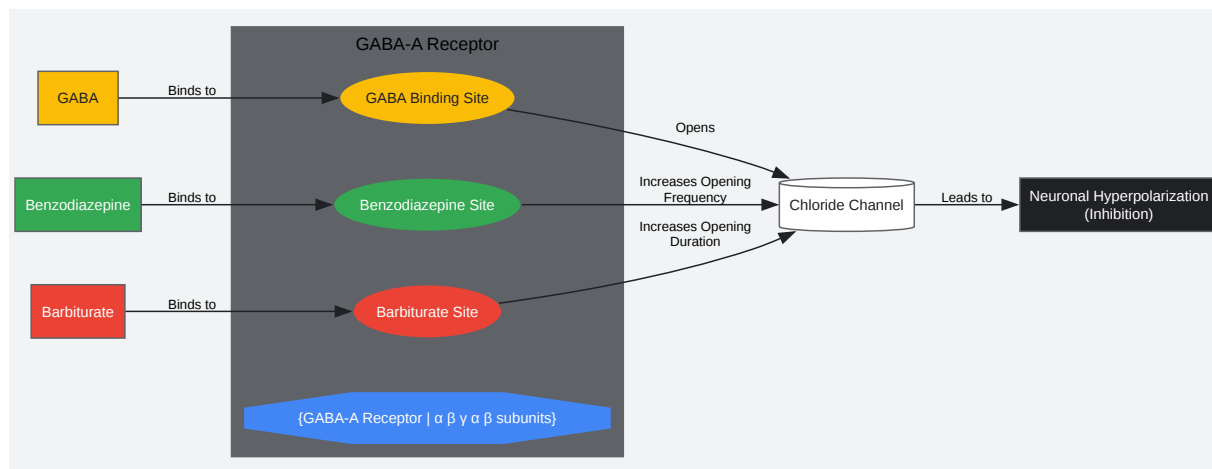 GABA-A Receptor
GABA
Binds to
GABA Binding Site
Opens
Benzodiazepine
Binds to
Benzodiazepine Site
Increases Opening
Frequency
Chloride Channel
Leads to
Neuronal Hyperpolarization
(Inhibition)
Increases Opening
Duration
Barbiturate
Binds to
Barbiturate Site
{GABA-A Receptor | α β γ α β subunits}